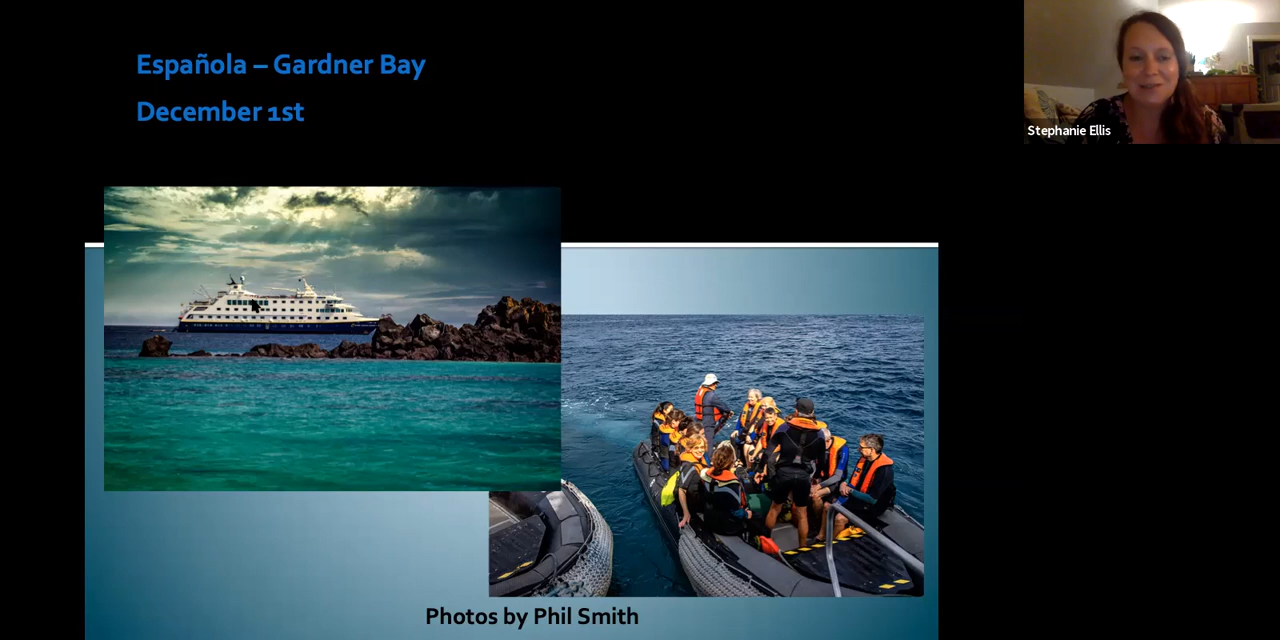 Española – Gardner Bay
December 1st
Stephanie Ellis
Photos by Phil Smith